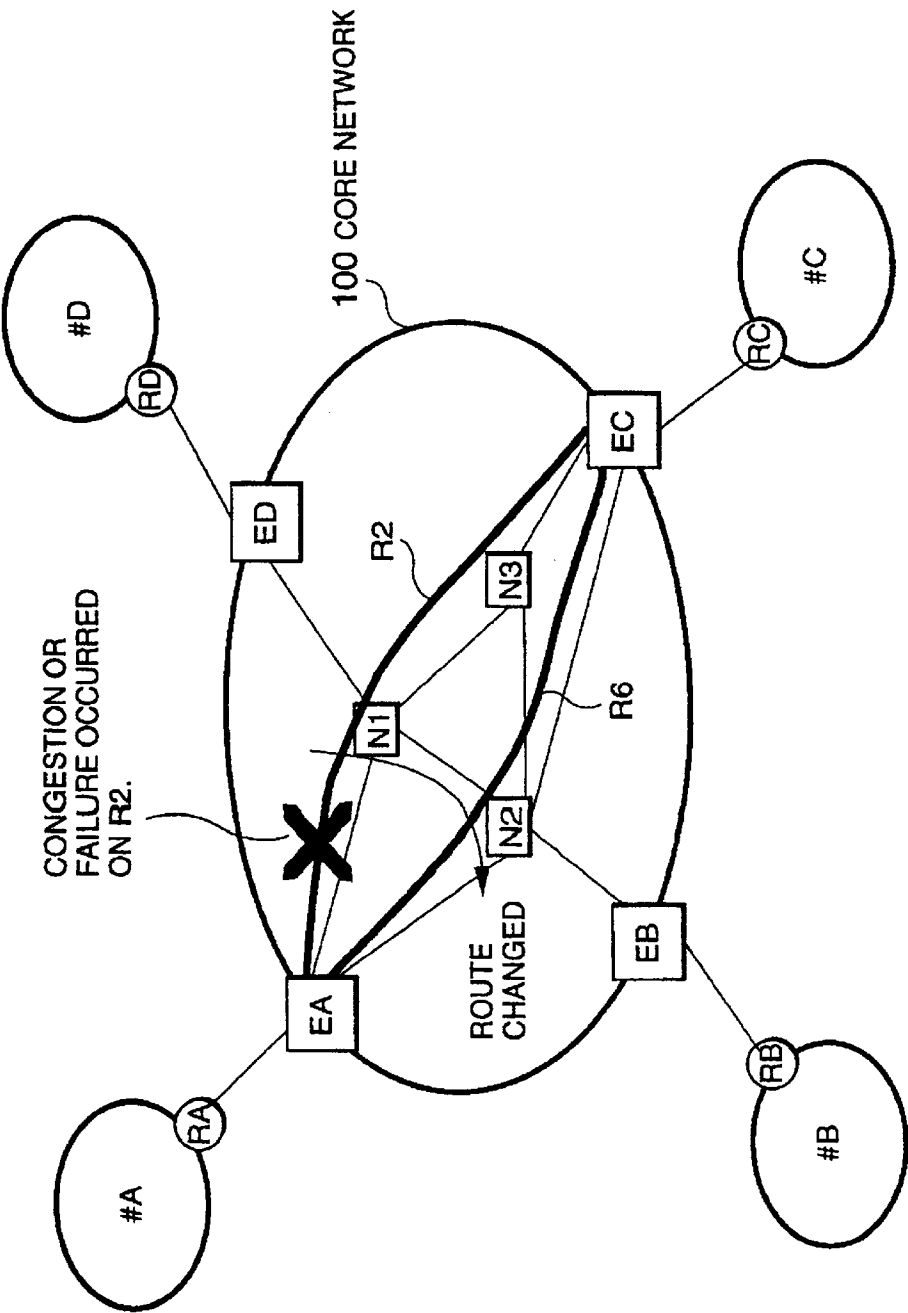 CONGESTION OR
FAILURE OCCURRED
ON R2.
#A
RA
#D
RD
EA
ED
100 CORE NETWORK
N1
R2
ROUTE
CHANGED
N2
N3
R6
EB
EC
RB
#B
RC
#C